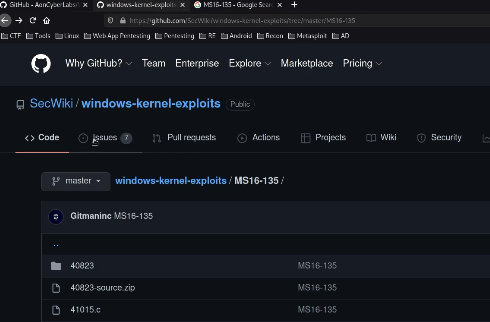 GitHub - AonCyberLabs/ × windows-kernel-exploits × MS16-135 - Google Sear ×
https://github.com/SecWiki/windows-kernel-exploits/tree/master/MS16-135
CTF Tools Linux Web App Pentesting Pentesting RE Android Recon Metasploit AD
Why GitHub? Team Enterprise Explore Marketplace Pricing
SecWiki / windows-kernel-exploits Public
Code Issues 7 Pull requests Actions Projects Wiki Security
master windows-kernel-exploits / MS16-135 /
Gitmaninc MS16-135
..
40823 MS16-135
40823-source.zip MS16-135
41015.c MS16-135